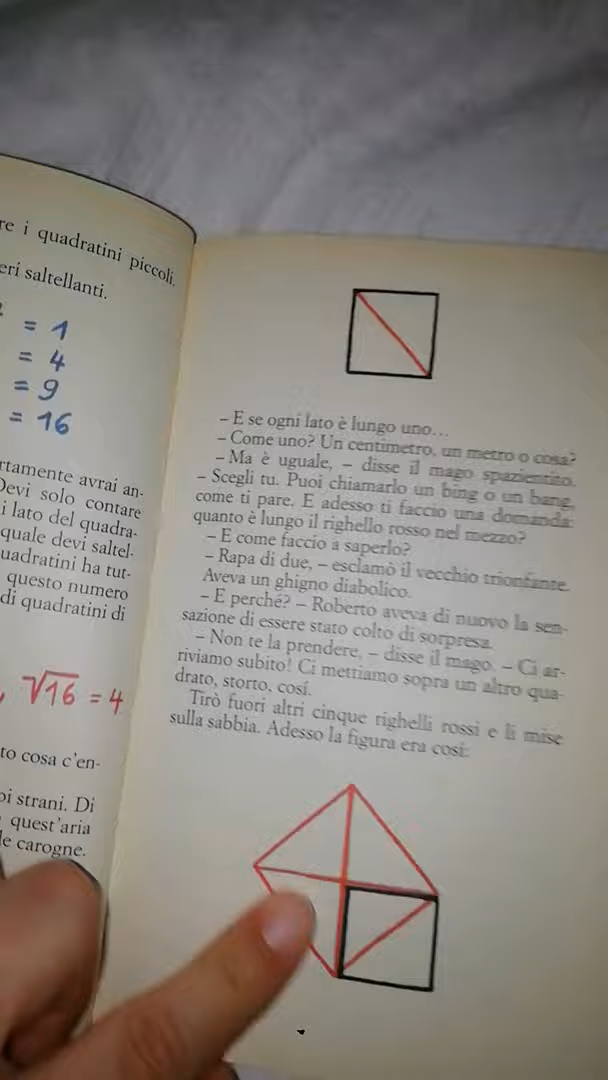 re i quadratini piccoli.
eri saltellanti.
= 1
= 4
= 9
= 16
rtamente avrai an-
Devi solo contare
i lato del quadra-
quale devi saltel-
uadratini ha tut-
questo numero
di quadratini di
, √16 = 4
to cosa c'en-
oi strani. Di
quest'aria
le carogne.
– E se ogni lato è lungo uno…
– Come uno? Un centimetro, un metro o cosa?
– Ma è uguale, – disse il mago spazientito.
– Scegli tu. Puoi chiamarlo un bing o un bang,
come ti pare. E adesso ti faccio una domanda:
quanto è lungo il righello rosso nel mezzo?
– E come faccio a saperlo?
– Rapa di due, – esclamò il vecchio trionfante.
Aveva un ghigno diabolico.
– E perché? – Roberto aveva di nuovo la sen-
sazione di essere stato colto di sorpresa.
– Non te la prendere, – disse il mago. – Ci ar-
riviamo subito! Ci mettiamo sopra un altro qua-
drato, storto, cosí.
Tirò fuori altri cinque righelli rossi e li mise
sulla sabbia. Adesso la figura era cosí: